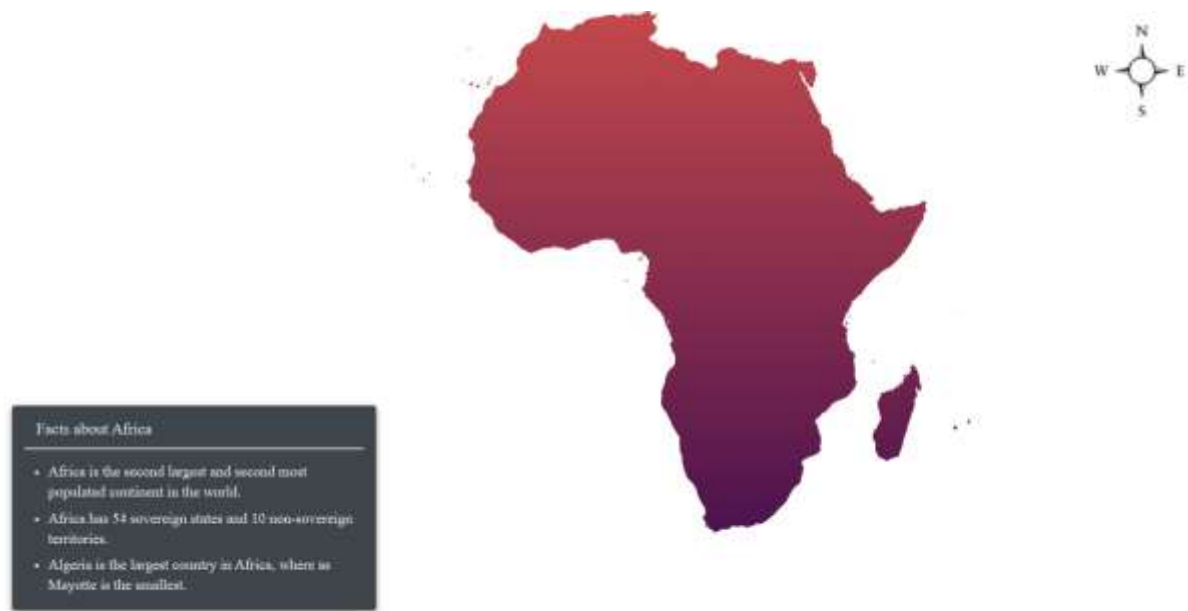 N
W E
S
Facts about Africa
• Africa is the second largest and second most
populated continent in the world.
• Africa has 54 sovereign states and 10 non-sovereign
territories.
• Algeria is the largest country in Africa, where as
Mayotte is the smallest.